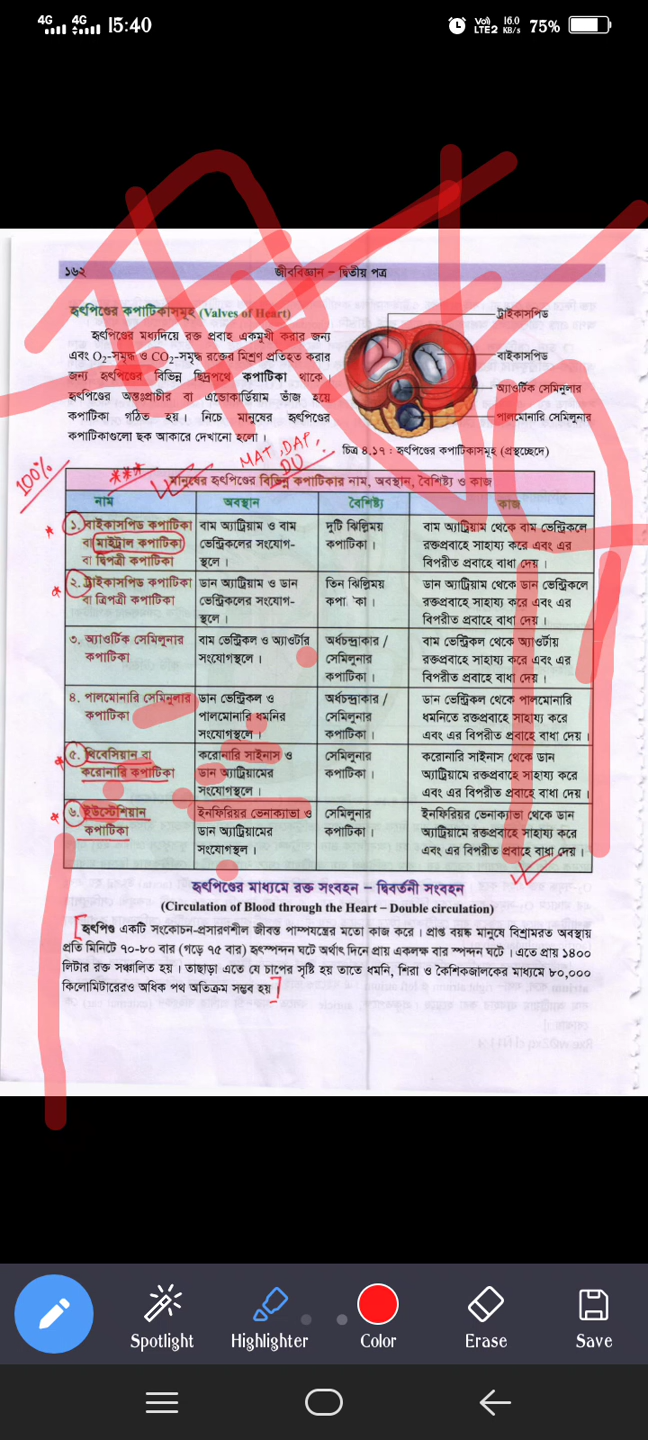 4G 4G 15:40
Vo) LTE2 16.0 KB/s 75%
১৬২ জীববিজ্ঞান – দ্বিতীয় পত্র
হৃৎপিণ্ডের কপাটিকাসমূহ (Valves of Heart)
হৃৎপিণ্ডের মধ্যদিয়ে রক্ত প্রবাহ একমুখী করার জন্য
এবং O₂-সমৃদ্ধ ও CO₂-সমৃদ্ধ রক্তের মিশ্রণ প্রতিহত করার
জন্য হৃৎপিণ্ডের বিভিন্ন ছিদ্রপথে কপাটিকা থাকে।
হৃৎপিণ্ডের অন্তঃপ্রাচীর বা এন্ডোকার্ডিয়াম ভাঁজ হয়ে
কপাটিকা গঠিত হয়। নিচে মানুষের হৃৎপিণ্ডের
কপাটিকাগুলো ছক আকারে দেখানো হলো।
ট্রাইকাসপিড
বাইকাসপিড
অ্যাওর্টিক সেমিলুনার
পালমোনারি সেমিলুনার
চিত্র ৪.১৭ : হৃৎপিণ্ডের কপাটিকাসমূহ (প্রস্থচ্ছেদে)
100%
***
MAT, DAT,
DU
মানুষের হৃৎপিণ্ডের বিভিন্ন কপাটিকার নাম, অবস্থান, বৈশিষ্ট্য ও কাজ
নাম অবস্থান বৈশিষ্ট্য কাজ
১. বাইকাসপিড কপাটিকা বাম অ্যাট্রিয়াম ও বাম দুটি ঝিল্লিময় বাম অ্যাট্রিয়াম থেকে বাম ভেন্ট্রিকলে
বা মাইট্রাল কপাটিকা ভেন্ট্রিকলের সংযোগ- কপাটিকা। রক্তপ্রবাহে সাহায্য করে এবং এর
বা দ্বিপত্রী কপাটিকা স্থলে। বিপরীত প্রবাহে বাধা দেয়।
২. ট্রাইকাসপিড কপাটিকা ডান অ্যাট্রিয়াম ও ডান তিন ঝিল্লিময় ডান অ্যাট্রিয়াম থেকে ডান ভেন্ট্রিকলে
বা ত্রিপত্রী কপাটিকা ভেন্ট্রিকলের সংযোগ- রক্তপ্রবাহে সাহায্য করে এবং এর
স্থলে। বিপরীত প্রবাহে বাধা দেয়।
৩. অ্যাওর্টিক সেমিলুনার বাম ভেন্ট্রিকল ও অ্যাওর্টার অর্ধচন্দ্রাকার / বাম ভেন্ট্রিকল থেকে অ্যাওর্টায়
কপাটিকা সংযোগস্থলে। সেমিলুনার রক্তপ্রবাহে সাহায্য করে এবং এর
কপাটিকা। বিপরীত প্রবাহে বাধা দেয়।
৪. পালমোনারি সেমিনুলার ডান ভেন্ট্রিকল ও অর্ধচন্দ্রাকার / ডান ভেন্ট্রিকল থেকে পালমোনারি
কপাটিকা পালমোনারি ধমনির সেমিলুনার ধমনিতে রক্তপ্রবাহে সাহায্য করে
সংযোগস্থলে। কপাটিকা। এবং এর বিপরীত প্রবাহে বাধা দেয়।
৫. থিবেসিয়ান বা করোনারি সাইনাস ও সেমিলুনার করোনারি সাইনাস থেকে ডান
করোনারি কপাটিকা ডান অ্যাট্রিয়ামের কপাটিকা। অ্যাট্রিয়ামে রক্তপ্রবাহে সাহায্য করে
সংযোগস্থলে। এবং এর বিপরীত প্রবাহে বাধা দেয়।
৬. ইউস্টেশিয়ান ইনফিরিয়র ভেনাক্যাভা ও সেমিলুনার ইনফিরিয়র ভেনাক্যাভা থেকে ডান
কপাটিকা ডান অ্যাট্রিয়ামের কপাটিকা। অ্যাট্রিয়ামে রক্তপ্রবাহে সাহায্য করে
সংযোগস্থল। এবং এর বিপরীত প্রবাহে বাধা দেয়।
হৃৎপিণ্ডের মাধ্যমে রক্ত সংবহন – দ্বিবর্তনী সংবহন
(Circulation of Blood through the Heart – Double circulation)
হৃৎপিণ্ড একটি সংকোচন-প্রসারণশীল জীবন্ত পাম্পযন্ত্রের মতো কাজ করে। প্রাপ্ত বয়স্ক মানুষে বিশ্রামরত অবস্থায়
প্রতি মিনিটে ৭০-৮০ বার (গড়ে ৭৫ বার) হৃৎস্পন্দন ঘটে অর্থাৎ দিনে প্রায় একলক্ষ বার স্পন্দন ঘটে। এতে প্রায় ১৪০০
লিটার রক্ত সঞ্চালিত হয়। তাছাড়া এতে যে চাপের সৃষ্টি হয় তাতে ধমনি, শিরা ও কৈশিকজালকের মাধ্যমে ৮০,০০০
কিলোমিটারেরও অধিক পথ অতিক্রম সম্ভব হয়।
Spotlight Highlighter Color Erase Save